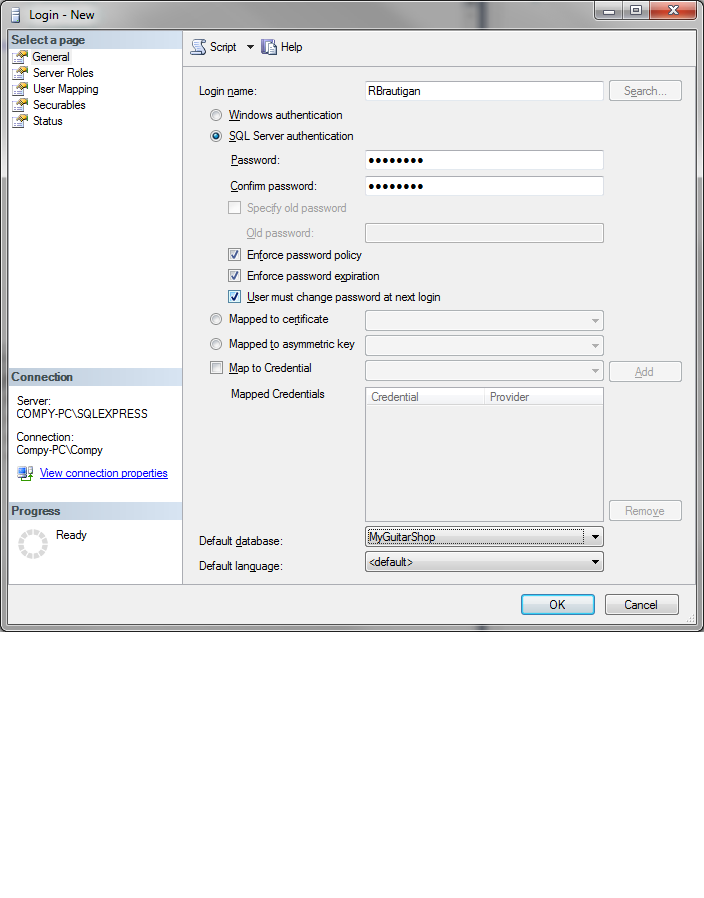 Login - New
Select a page
General
Server Roles
User Mapping
Securables
Status
Script Help
Login name: RBrautigan Search...
Windows authentication
SQL Server authentication
Password: ●●●●●●●●
Confirm password: ●●●●●●●●
Specify old password
Old password:
Enforce password policy
Enforce password expiration
User must change password at next login
Mapped to certificate
Mapped to asymmetric key
Map to Credential Add
Mapped Credentials Credential Provider
Remove
Default database: MyGuitarShop
Default language: <default>
Connection
Server:
COMPY-PC\SQLEXPRESS
Connection:
Compy-PC\Compy
View connection properties
Progress
Ready
OK Cancel